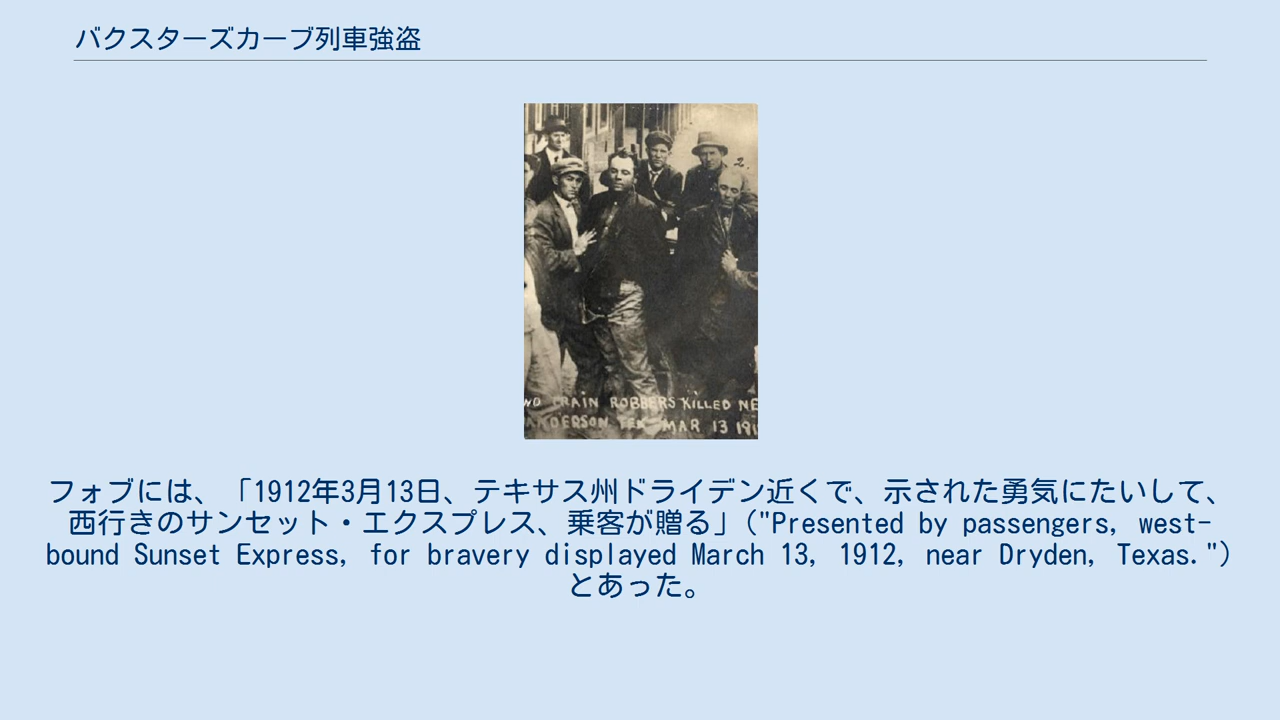 バクスターズカーブ列車強盗
2.
TRAIN ROBBERS KILLED NE
ANDERSON TEX MAR 13 191
フォブには、「1912年3月13日、テキサス州ドライデン近くで、示された勇気にたいして、
西行きのサンセット・エクスプレス、乗客が贈る」("Presented by passengers, west-
bound Sunset Express, for bravery displayed March 13, 1912, near Dryden, Texas.")
とあった。